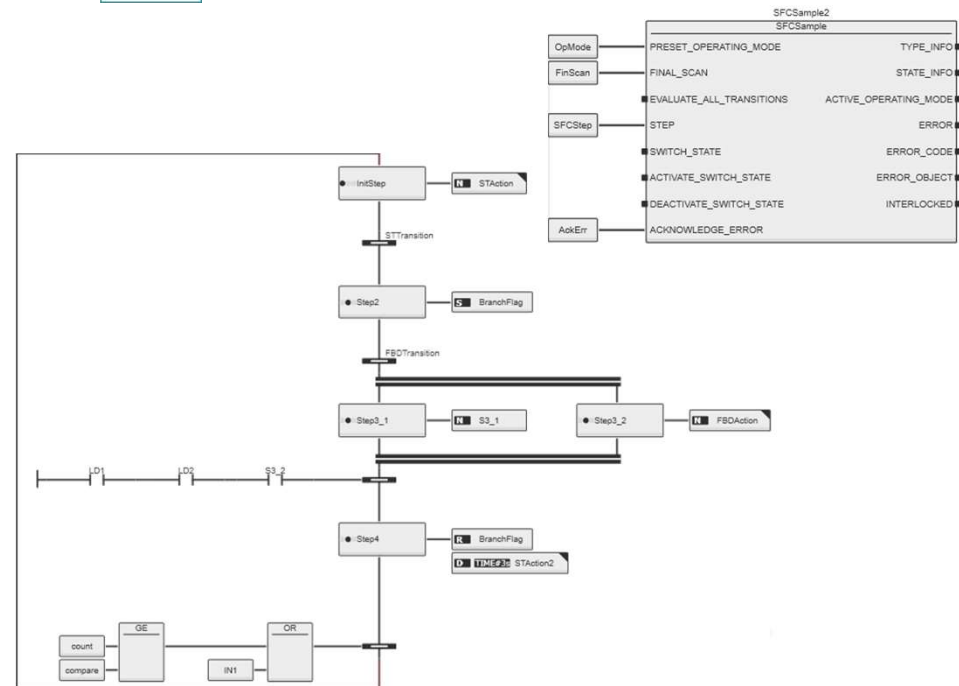 SFCSample2
SFCSample
OpMode
PRESET_OPERATING_MODE
TYPE_INFO
FinScan
FINAL_SCAN
STATE_INFO
EVALUATE_ALL_TRANSITIONS
ACTIVE_OPERATING_MODE
SFCStep
STEP
ERROR
SWITCH_STATE
ERROR_CODE
ACTIVATE_SWITCH_STATE
ERROR_OBJECT
DEACTIVATE_SWITCH_STATE
INTERLOCKED
AckErr
ACKNOWLEDGE_ERROR
InitStep
N STAction
STTransition
Step2
S BranchFlag
FBDTransition
Step3_1
N S3_1
Step3_2
N FBDAction
LD1
LD2
S3_2
Step4
R BranchFlag
D TIME#3s STAction2
GE
OR
count
compare
IN1